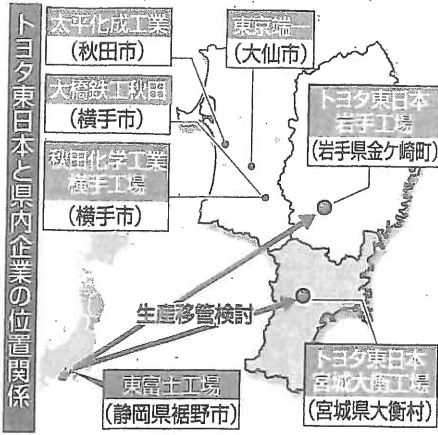 トヨタ東日本と県内企業の位置関係
太平化成工業
(秋田市)
東京端一
(大仙市)
大橋鉄工秋田
(横手市)
秋田化学工業
横手工場
(横手市)
トヨタ東日本
岩手工場
(岩手県金ケ崎町)
生産移管検討
東富士工場
(静岡県裾野市)
トヨタ東日本
宮城大衡工場
(宮城県大衡村)